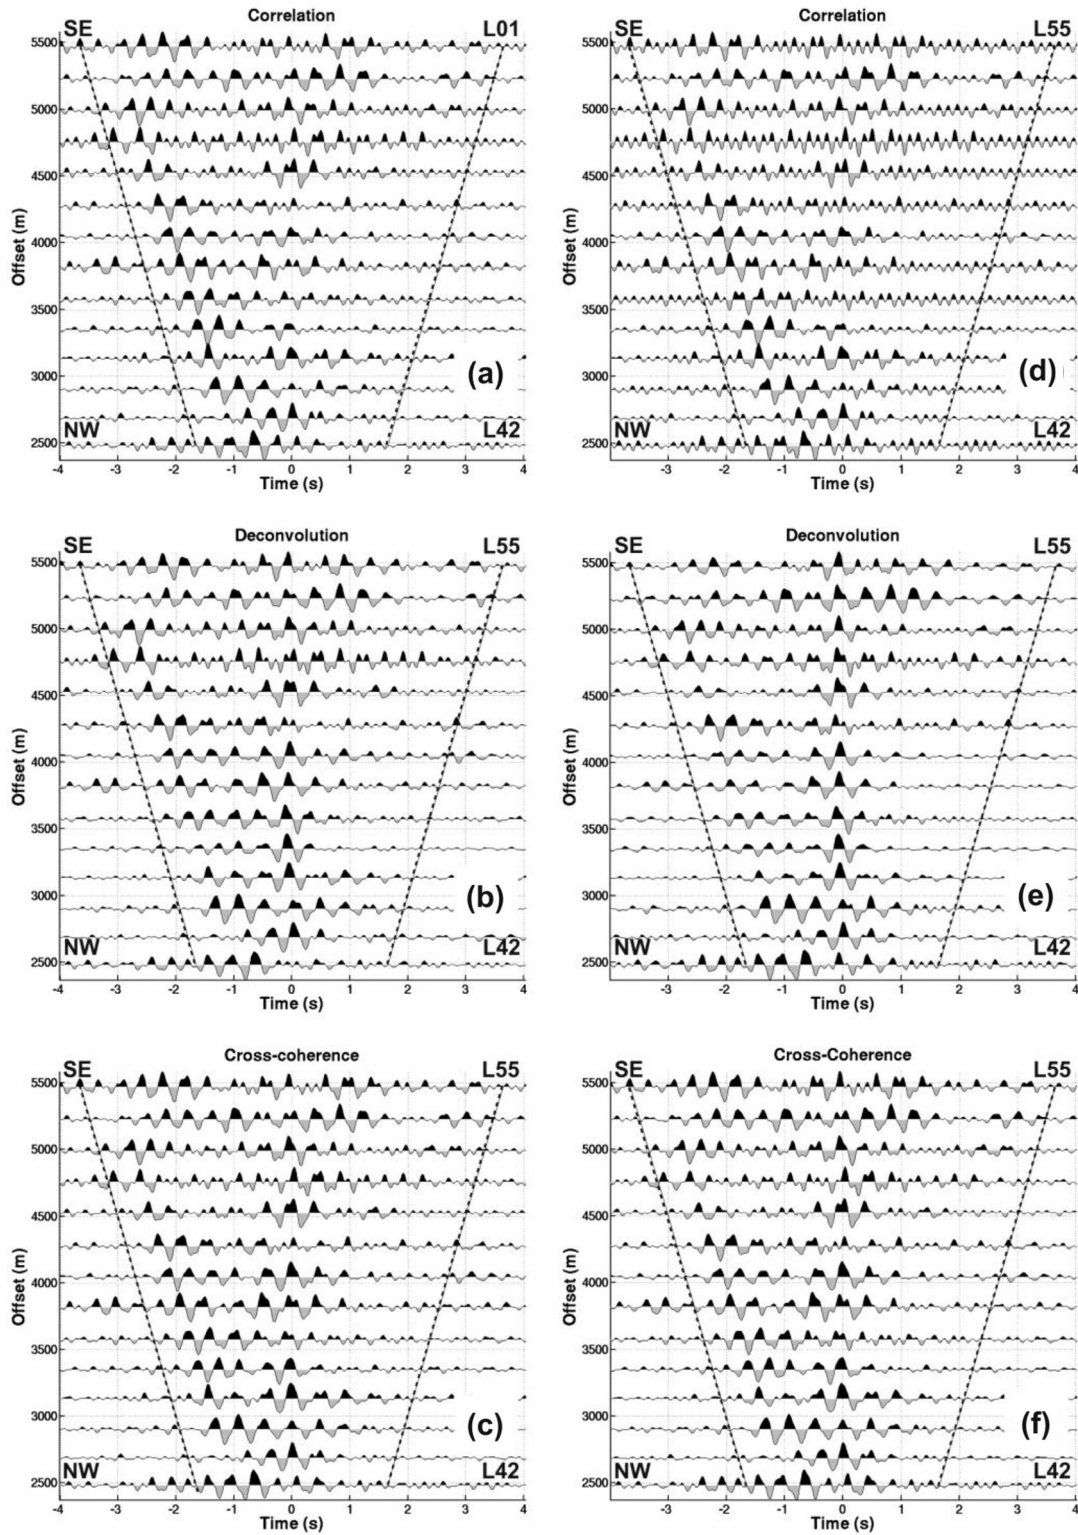 Correlation
SE L01
5500
5000
4500
4000
3500
3000
2500
Offset (m)
(a)
NW L42
-4 -3 -2 -1 0 1 2 3 4
Time (s)
Correlation
SE L55
5500
5000
4500
4000
3500
3000
2500
Offset (m)
(d)
NW L42
-3 -2 -1 0 1 2 3 4
Time (s)
Deconvolution
SE L55
5500
5000
4500
4000
3500
3000
2500
Offset (m)
(b)
NW L42
-4 -3 -2 -1 0 1 2 3 4
Time (s)
Deconvolution
SE L55
5500
5000
4500
4000
3500
3000
2500
Offset (m)
(e)
NW L42
-3 -2 -1 0 1 2 3 4
Time (s)
Cross-coherence
SE L55
5500
5000
4500
4000
3500
3000
2500
Offset (m)
(c)
NW L42
-4 -3 -2 -1 0 1 2 3 4
Time (s)
Cross-Coherence
SE L55
5500
5000
4500
4000
3500
3000
2500
Offset (m)
(f)
NW L42
-3 -2 -1 0 1 2 3 4
Time (s)